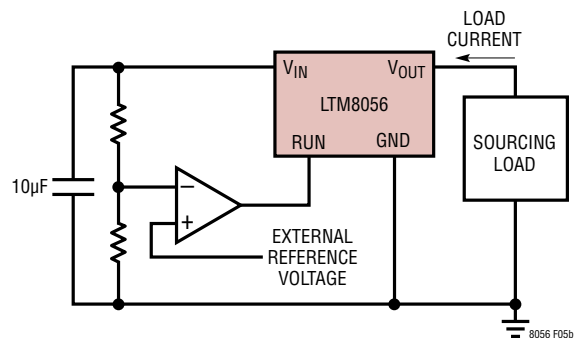 LOAD
CURRENT
VIN
VOUT
LTM8056
RUN
GND
SOURCING
LOAD
10µF
−
+
EXTERNAL
REFERENCE
VOLTAGE
8056 F05b